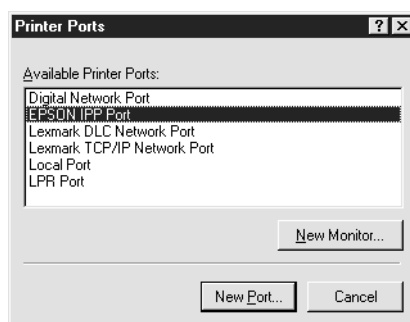 Printer Ports
? X
Available Printer Ports:
Digital Network Port
EPSON IPP Port
Lexmark DLC Network Port
Lexmark TCP/IP Network Port
Local Port
LPR Port
New Monitor...
New Port...
Cancel